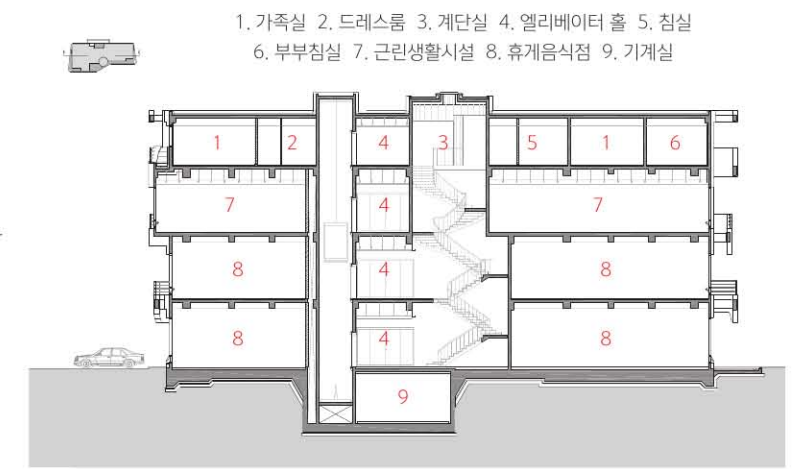 1. 가족실 2. 드레스룸 3. 계단실 4. 엘리베이터 홀 5. 침실
6. 부부침실 7. 근린생활시설 8. 휴게음식점 9. 기계실
1 2 4 3 5 1 6
7 4 7
8 4 8
8 4 8
9